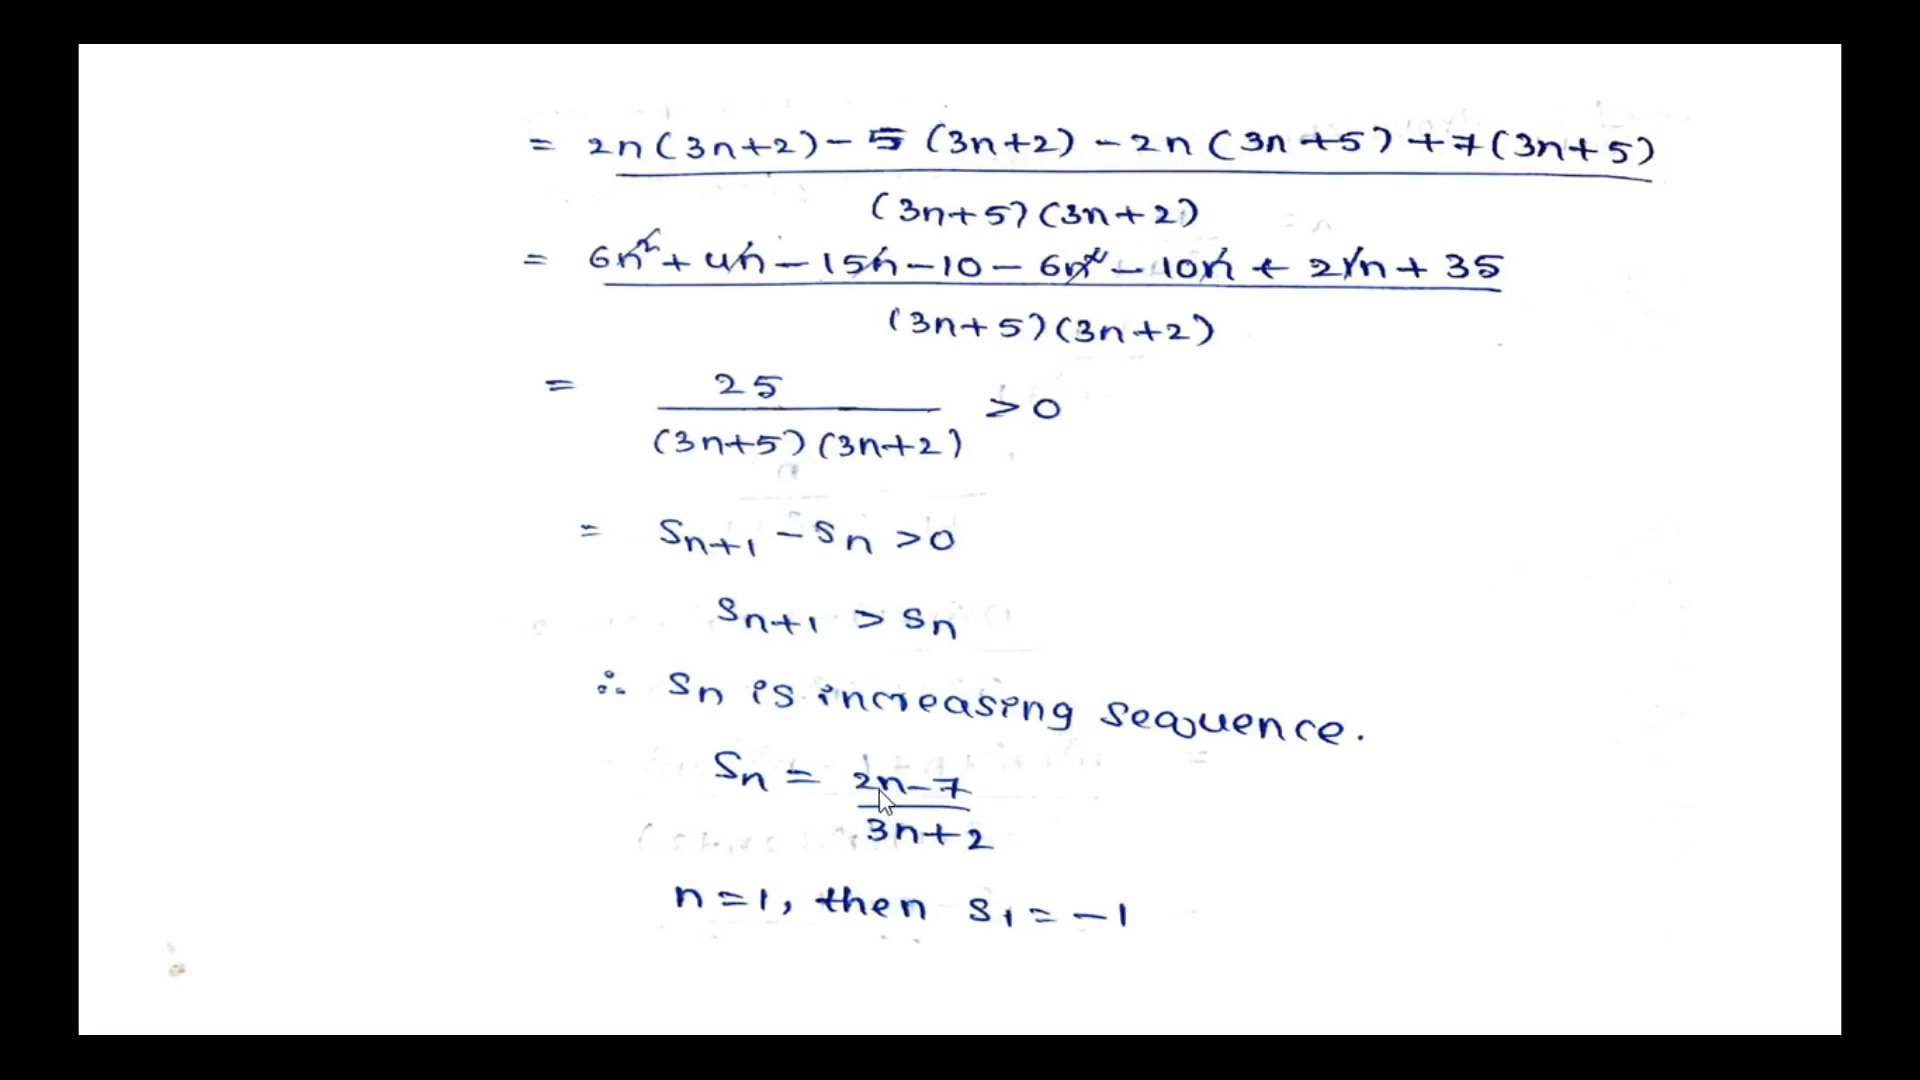 = 2n(3n+2) - 5 (3n+2) - 2n (3n+5) + 7(3n+5)
(3n+5)(3n+2)
= 6n² + 4n - 15n - 10 - 6n² - 10n + 21n + 35
(3n+5)(3n+2)
= 25 > 0
(3n+5)(3n+2)
= Sn+1 - Sn > 0
Sn+1 > Sn
∴ Sn is increasing sequence.
Sn = 2n-7
3n+2
n=1, then S1 = -1